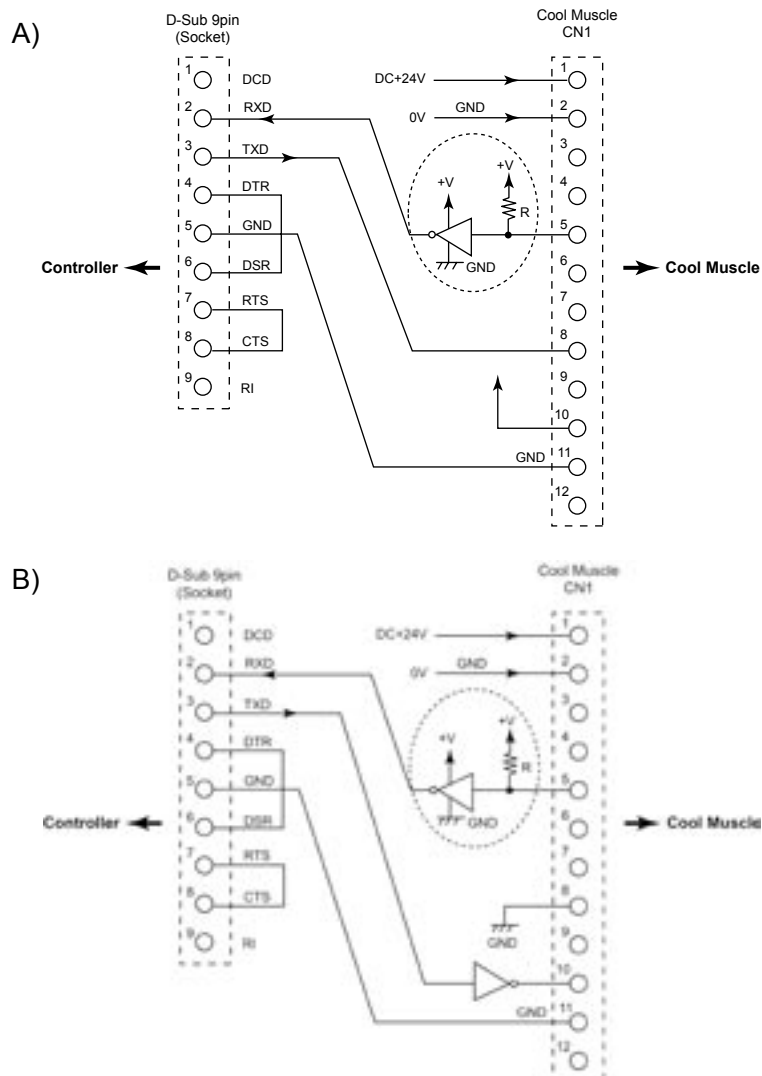 A)
D-Sub 9pin
(Socket)
Cool Muscle
CN1
1 DCD
2 RXD
3 TXD
4 DTR
5 GND
6 DSR
7 RTS
8 CTS
9 RI
Controller
DC+24V 1
0V GND 2
3
4
+V +V
R 5
GND
6
7
8
9
10
GND 11
12
Cool Muscle
B)
D-Sub 9pin
(Socket)
Cool Muscle
CN1
1 DCD
2 RXD
3 TXD
4 DTR
5 GND
6 DSR
7 RTS
8 CTS
9 RI
Controller
DC+24V 1
0V GND 2
3
4
+V +V
R 5
GND
6
7
8
GND
9
10
GND 11
12
Cool Muscle